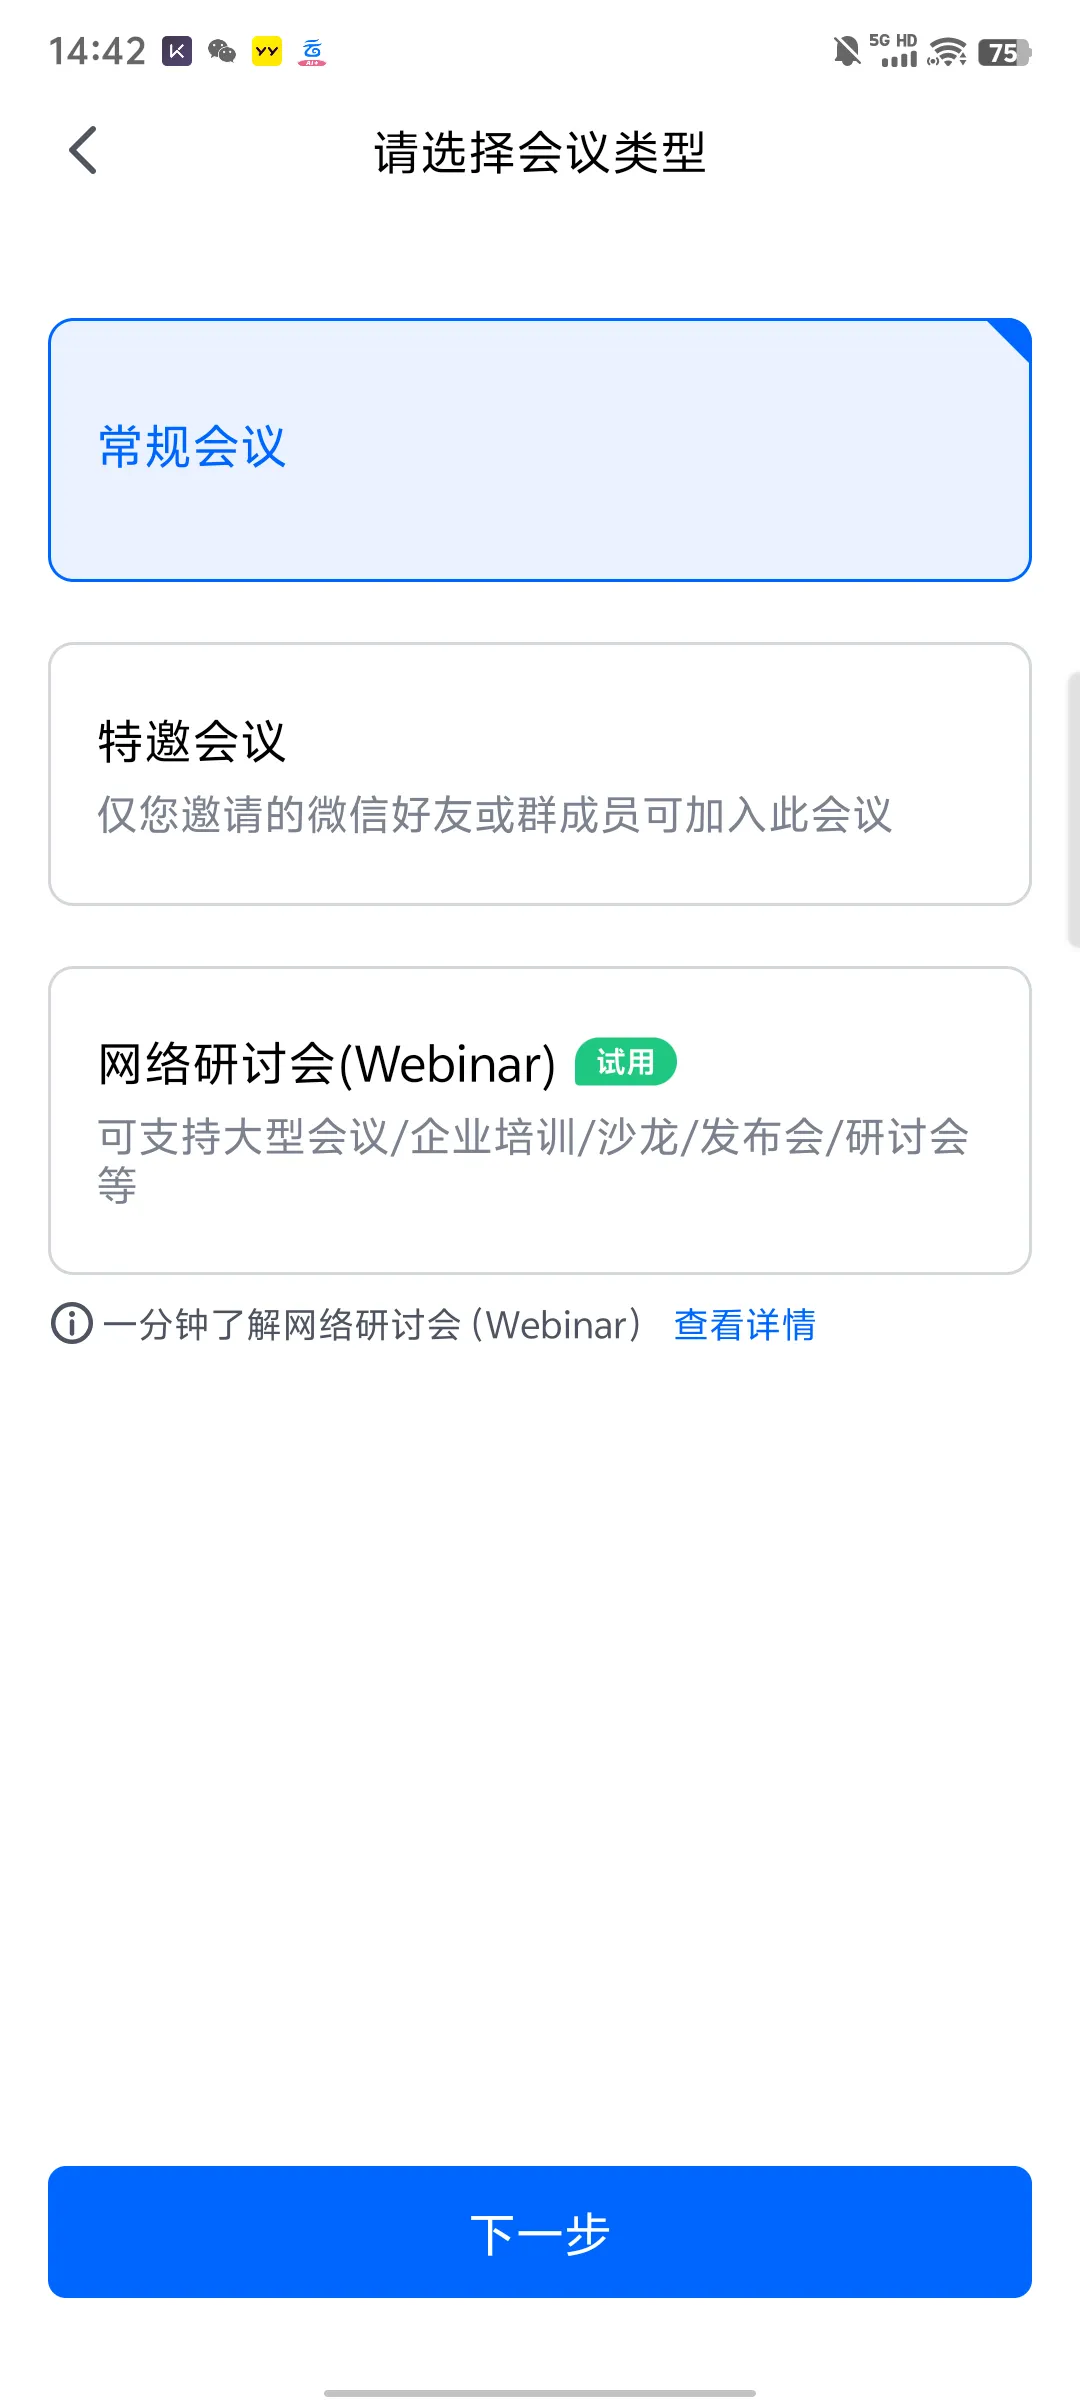 14:42
5G HD
75
请选择会议类型
常规会议
特邀会议
仅您邀请的微信好友或群成员可加入此会议
网络研讨会(Webinar) 试用
可支持大型会议/企业培训/沙龙/发布会/研讨会
等
一分钟了解网络研讨会 (Webinar) 查看详情
下一步